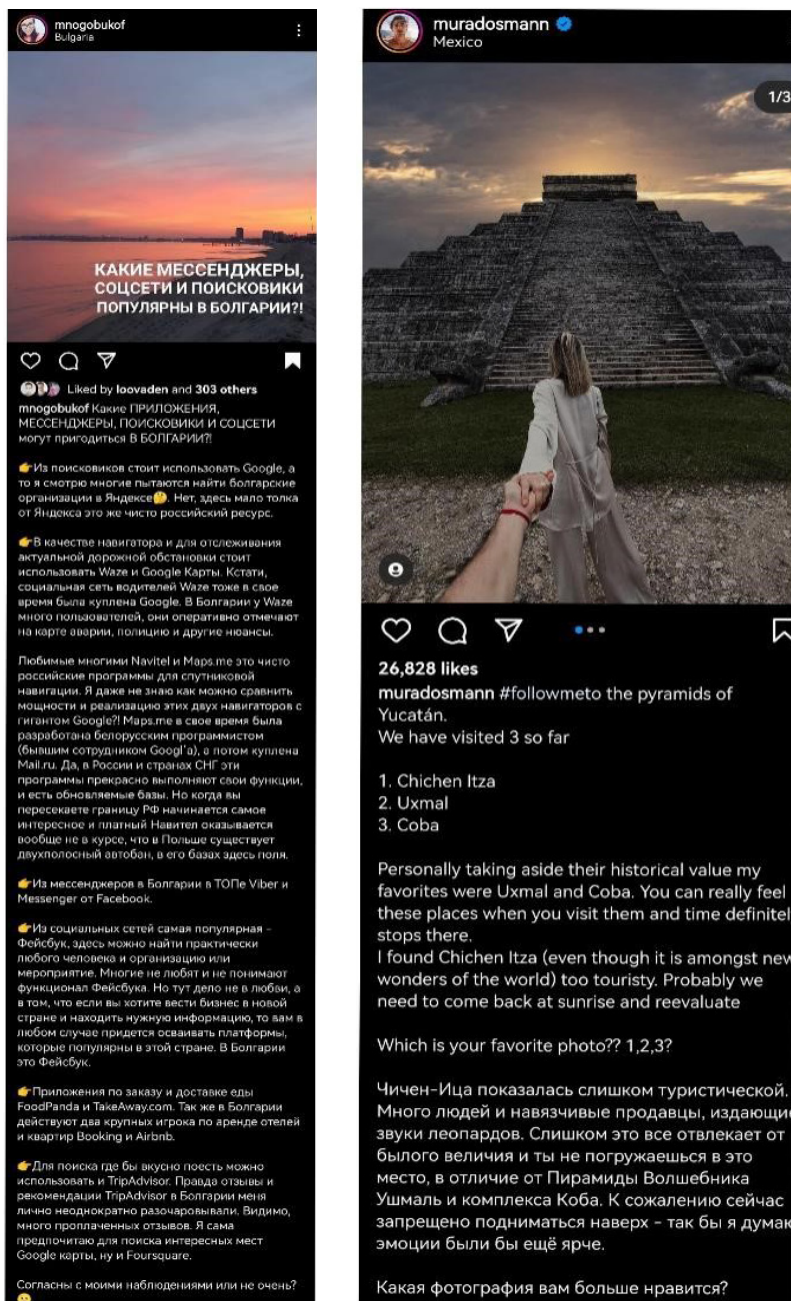 mnogobukof
Bulgaria
КАКИЕ МЕССЕНДЖЕРЫ,
СОЦСЕТИ И ПОИСКОВИКИ
ПОПУЛЯРНЫ В БОЛГАРИИ?!
Liked by loovaden and 303 others
mnogobukof Какие ПРИЛОЖЕНИЯ,
МЕССЕНДЖЕРЫ, ПОИСКОВИКИ И СОЦСЕТИ
могут пригодиться В БОЛГАРИИ?!
👉Из поисковиков стоит использовать Google, а
то я смотрю многие пытаются найти болгарские
организации в Яндексе🤔. Нет, здесь мало толка
от Яндекса это же чисто российский ресурс.
👉В качестве навигатора и для отслеживания
актуальной дорожной обстановки стоит
использовать Waze и Google Карты. Кстати,
социальная сеть водителей Waze тоже в свое
время была куплена Google. В Болгарии у Waze
много пользователей, они оперативно отмечают
на карте аварии, полицию и другие нюансы.
Любимые многими Navitel и Maps.me это чисто
российские программы для спутниковой
навигации. Я даже не знаю как можно сравнить
мощности и реализацию этих двух навигаторов с
гигантом Google?! Maps.me в свое время была
разработана белорусским программистом
(бывшим сотрудником Googl'а), а потом куплена
Mail.ru. Да, в России и странах СНГ эти
программы прекрасно выполняют свои функции,
и есть обновляемые базы. Но когда вы
пересекаете границу РФ начинается самое
интересное и платный Навител оказывается
вообще не в курсе, что в Польше существует
двухполосный автобан, в его базах здесь поля.
👉Из мессенджеров в Болгарии в ТОПе Viber и
Messenger от Facebook.
👉Из социальных сетей самая популярная –
Фейсбук, здесь можно найти практически
любого человека и организацию или
мероприятие. Многие не любят и не понимают
функционал Фейсбука. Но тут дело не в любви, а
в том, что если вы хотите вести бизнес в новой
стране и находить нужную информацию, то вам в
любом случае придется осваивать платформы,
которые популярны в этой стране. В Болгарии
это Фейсбук.
👉Приложения по заказу и доставке еды
FoodPanda и TakeAway.com. Так же в Болгарии
действуют два крупных игрока по аренде отелей
и квартир Booking и Airbnb.
👉Для поиска где бы вкусно поесть можно
использовать и TripAdvisor. Правда отзывы и
рекомендации TripAdvisor в Болгарии меня
лично неоднократно разочаровывали. Видимо,
много проплаченных отзывов. Я сама
предпочитаю для поиска интересных мест
Google карты, ну и Foursquare.
Согласны с моими наблюдениями или не очень?
muradosmann
Mexico
1/3
26,828 likes
muradosmann #followmeto the pyramids of
Yucatán.
We have visited 3 so far
1. Chichen Itza
2. Uxmal
3. Coba
Personally taking aside their historical value my
favorites were Uxmal and Coba. You can really feel
these places when you visit them and time definitel
stops there.
I found Chichen Itza (even though it is amongst new
wonders of the world) too touristy. Probably we
need to come back at sunrise and reevaluate
Which is your favorite photo?? 1,2,3?
Чичен-Ица показалась слишком туристической.
Много людей и навязчивые продавцы, издающие
звуки леопардов. Слишком это все отвлекает от
былого величия и ты не погружаешься в это
место, в отличие от Пирамиды Волшебника
Ушмаль и комплекса Коба. К сожалению сейчас
запрещено подниматься наверх – так бы я думаю
эмоции были бы ещё ярче.
Какая фотография вам больше нравится?